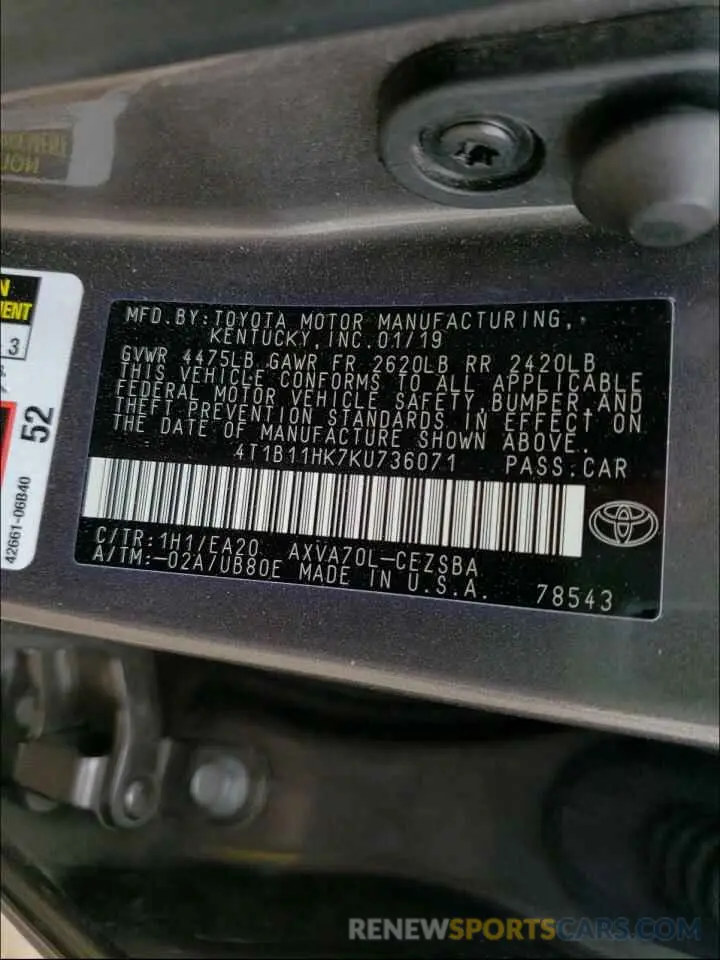 MFD.BY:TOYOTA MOTOR MANUFACTURING,
KENTUCKY,INC.01/19
GVWR 4475LB GAWR FR 2620LB RR 2420LB
THIS VEHICLE CONFORMS TO ALL APPLICABLE
FEDERAL MOTOR VEHICLE SAFETY,BUMPER,AND
THEFT PREVENTION STANDARDS IN EFFECT ON
THE DATE OF MANUFACTURE SHOWN ABOVE.
4T1B11HK7KU736071 PASS.CAR
C/TR:1H1/EA20 AXVA70L-CEZSBA
A/TM:-02A/UB80E MADE IN U.S.A. 78543
3
52
42661-06B40
RENEWSPORTSCARS.COM